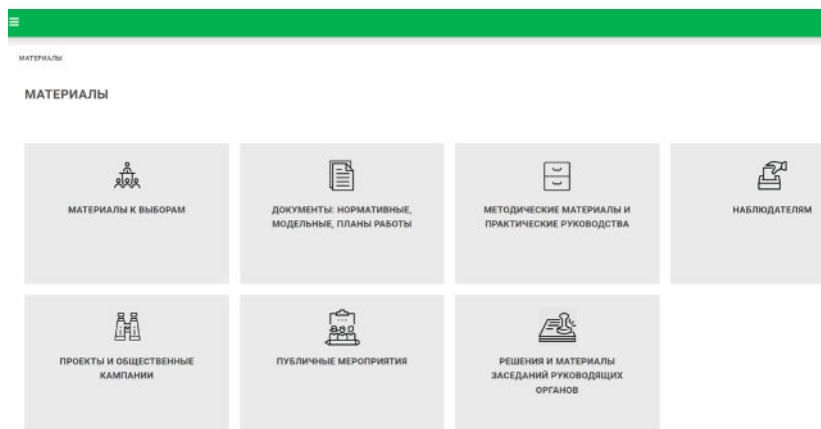 МАТЕРИАЛЫ
МАТЕРИАЛЫ
МАТЕРИАЛЫ К ВЫБОРАМ
ДОКУМЕНТЫ: НОРМАТИВНЫЕ,
МОДЕЛЬНЫЕ, ПЛАНЫ РАБОТЫ
МЕТОДИЧЕСКИЕ МАТЕРИАЛЫ И
ПРАКТИЧЕСКИЕ РУКОВОДСТВА
НАБЛЮДАТЕЛЯМ
ПРОЕКТЫ И ОБЩЕСТВЕННЫЕ
КАМПАНИИ
ПУБЛИЧНЫЕ МЕРОПРИЯТИЯ
РЕШЕНИЯ И МАТЕРИАЛЫ
ЗАСЕДАНИЙ РУКОВОДЯЩИХ
ОРГАНОВ